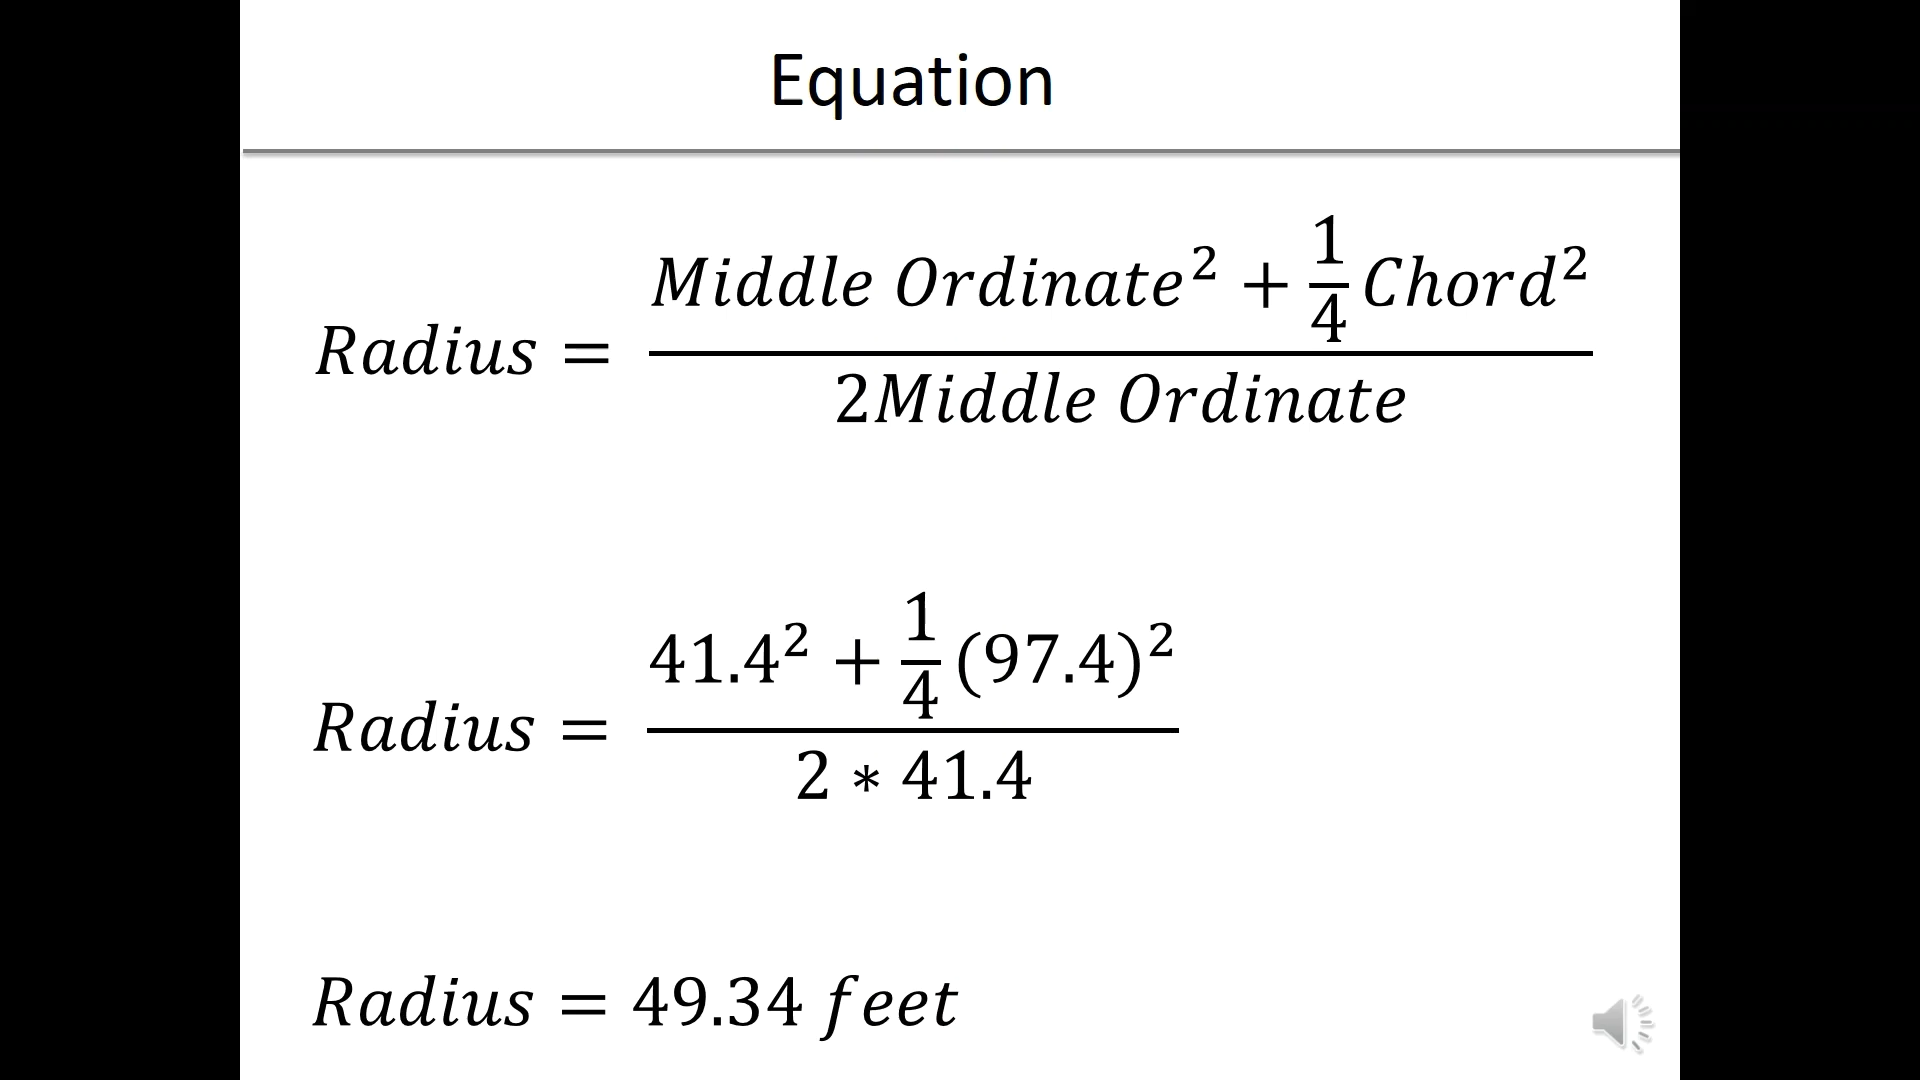 Equation
Radius = (Middle Ordinate² + 1/4 Chord²) / 2Middle Ordinate
Radius = (41.4² + 1/4 (97.4)²) / 2 * 41.4
Radius = 49.34 feet